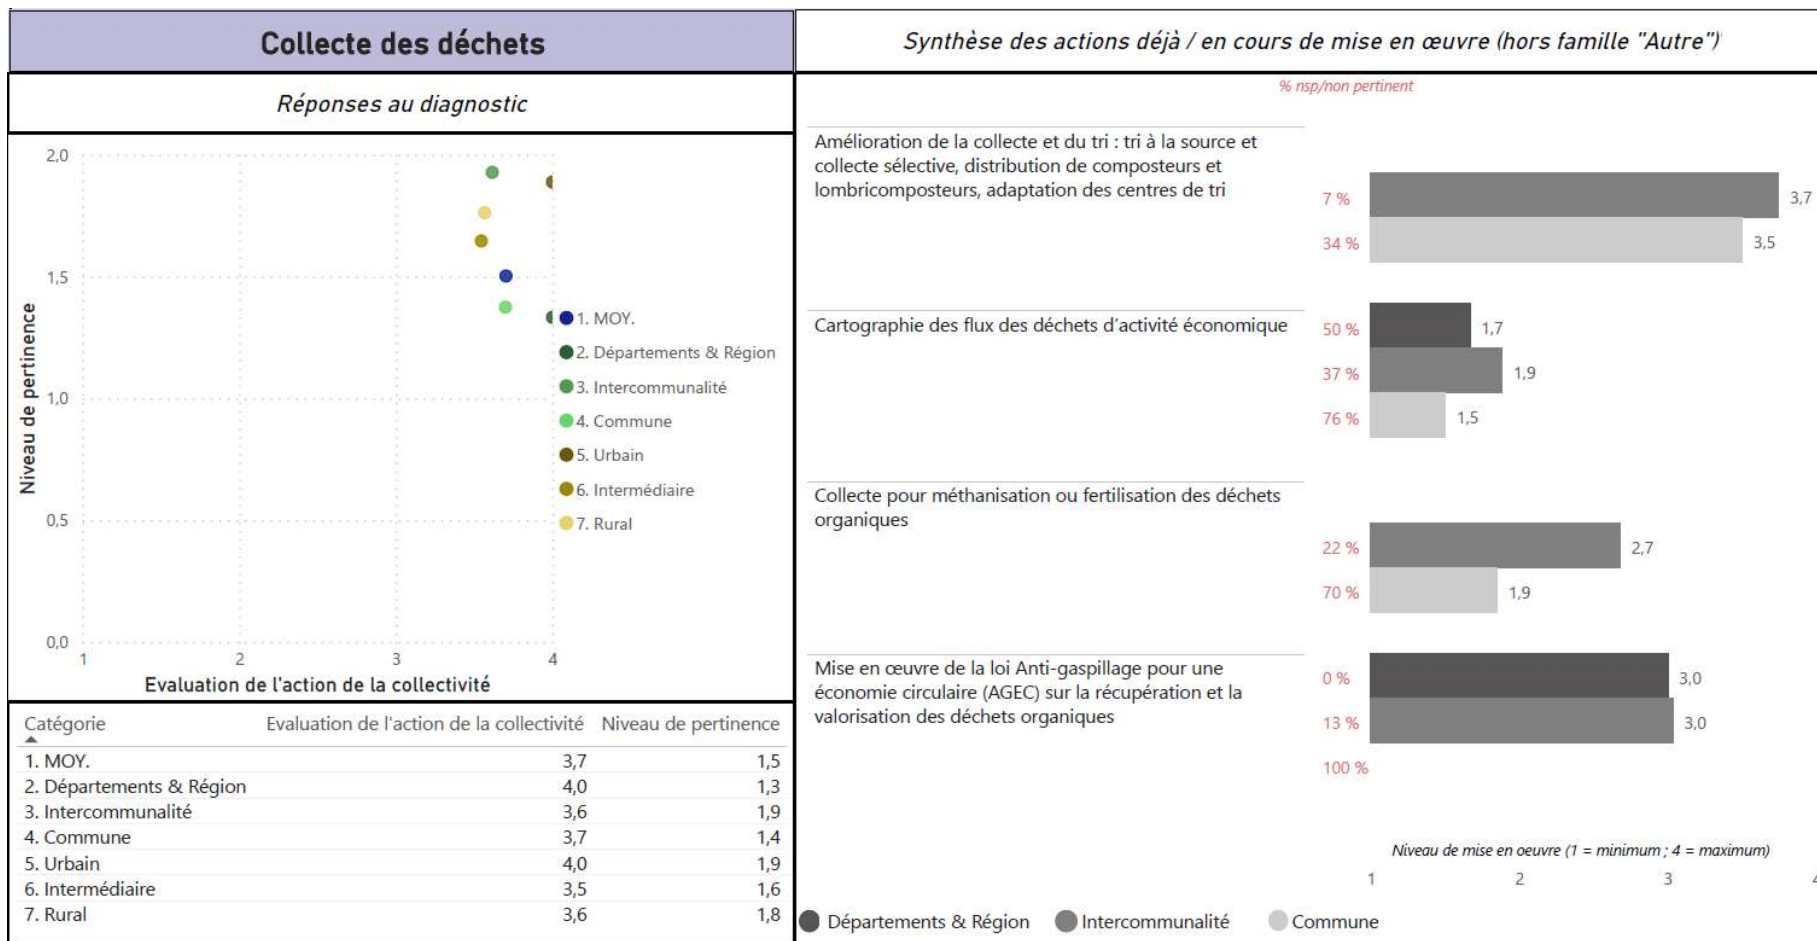 Collecte des déchets
Réponses au diagnostic
2,0
1,5
1,0
0,5
0,0
1 2 3 4
Niveau de pertinence
Evaluation de l'action de la collectivité
1. MOY.
2. Départements & Région
3. Intercommunalité
4. Commune
5. Urbain
6. Intermédiaire
7. Rural
Catégorie Evaluation de l'action de la collectivité Niveau de pertinence
1. MOY. 3,7 1,5
2. Départements & Région 4,0 1,3
3. Intercommunalité 3,6 1,9
4. Commune 3,7 1,4
5. Urbain 4,0 1,9
6. Intermédiaire 3,5 1,6
7. Rural 3,6 1,8
Synthèse des actions déjà / en cours de mise en œuvre (hors famille "Autre")
% nsp/non pertinent
Amélioration de la collecte et du tri : tri à la source et
collecte sélective, distribution de composteurs et
lombricomposteurs, adaptation des centres de tri
7 % 3,7
34 % 3,5
Cartographie des flux des déchets d'activité économique
50 % 1,7
37 % 1,9
76 % 1,5
Collecte pour méthanisation ou fertilisation des déchets
organiques
22 % 2,7
70 % 1,9
Mise en œuvre de la loi Anti-gaspillage pour une
économie circulaire (AGEC) sur la récupération et la
valorisation des déchets organiques
0 % 3,0
13 % 3,0
100 %
Niveau de mise en oeuvre (1 = minimum ; 4 = maximum)
1 2 3 4
Départements & Région Intercommunalité Commune